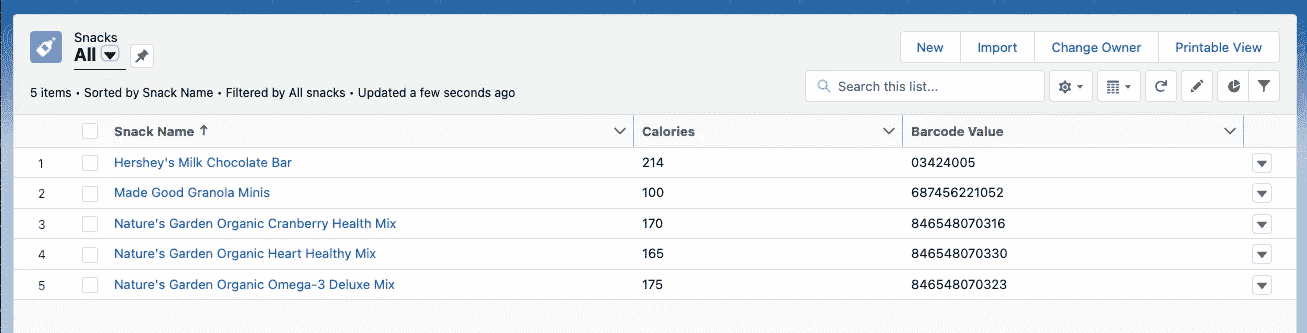 Snacks
All
New Import Change Owner Printable View
5 items • Sorted by Snack Name • Filtered by All snacks • Updated a few seconds ago
Search this list...
Snack Name ↑ Calories Barcode Value
1 Hershey's Milk Chocolate Bar 214 03424005
2 Made Good Granola Minis 100 687456221052
3 Nature's Garden Organic Cranberry Health Mix 170 846548070316
4 Nature's Garden Organic Heart Healthy Mix 165 846548070330
5 Nature's Garden Organic Omega-3 Deluxe Mix 175 846548070323